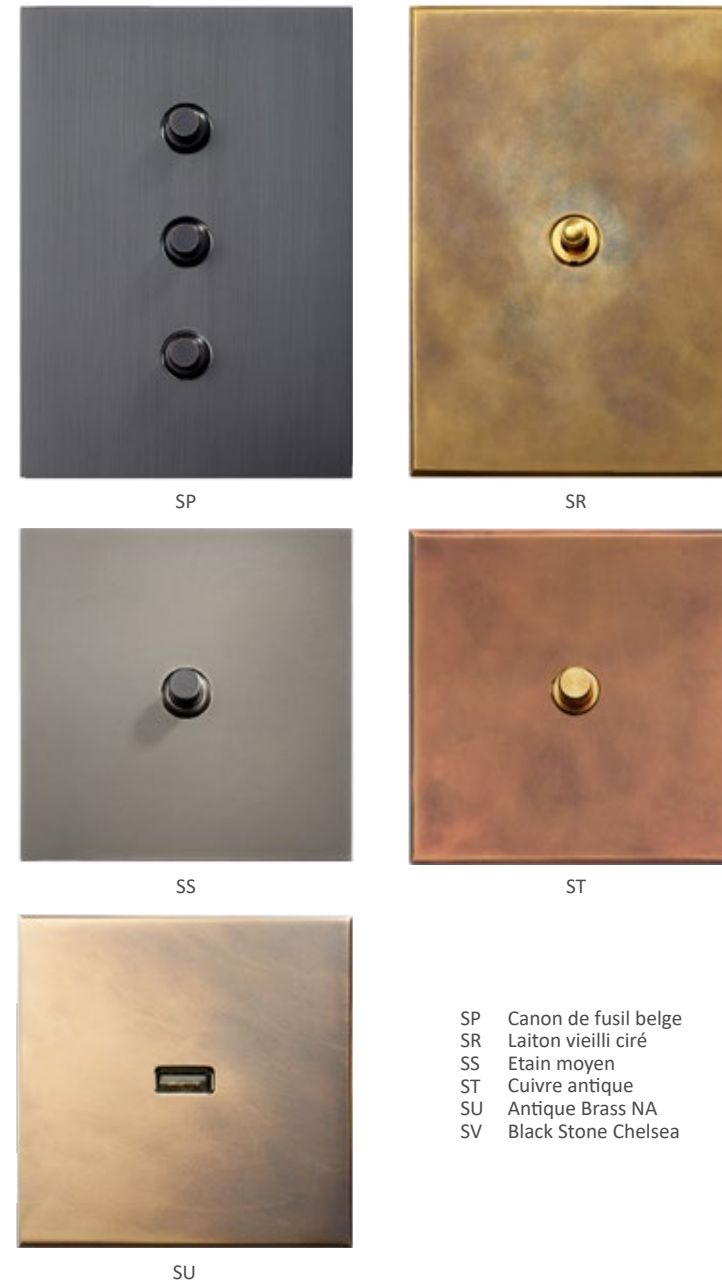 SP
SR
SS
ST
SP Canon de fusil belge
SR Laiton vieilli ciré
SS Etain moyen
ST Cuivre antique
SU Antique Brass NA
SV Black Stone Chelsea
SU